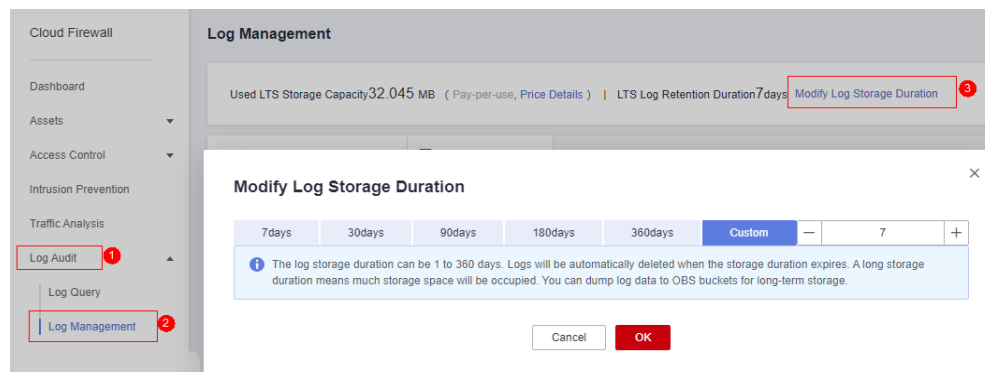 Cloud Firewall
Log Management
Dashboard
Used LTS Storage Capacity32.045 MB ( Pay-per-use, Price Details ) | LTS Log Retention Duration7days Modify Log Storage Duration 3
Assets
Access Control
Intrusion Prevention
Traffic Analysis
Log Audit 1
Log Query
Log Management 2
Modify Log Storage Duration
7days 30days 90days 180days 360days Custom — 7 +
The log storage duration can be 1 to 360 days. Logs will be automatically deleted when the storage duration expires. A long storage
duration means much storage space will be occupied. You can dump log data to OBS buckets for long-term storage.
Cancel OK